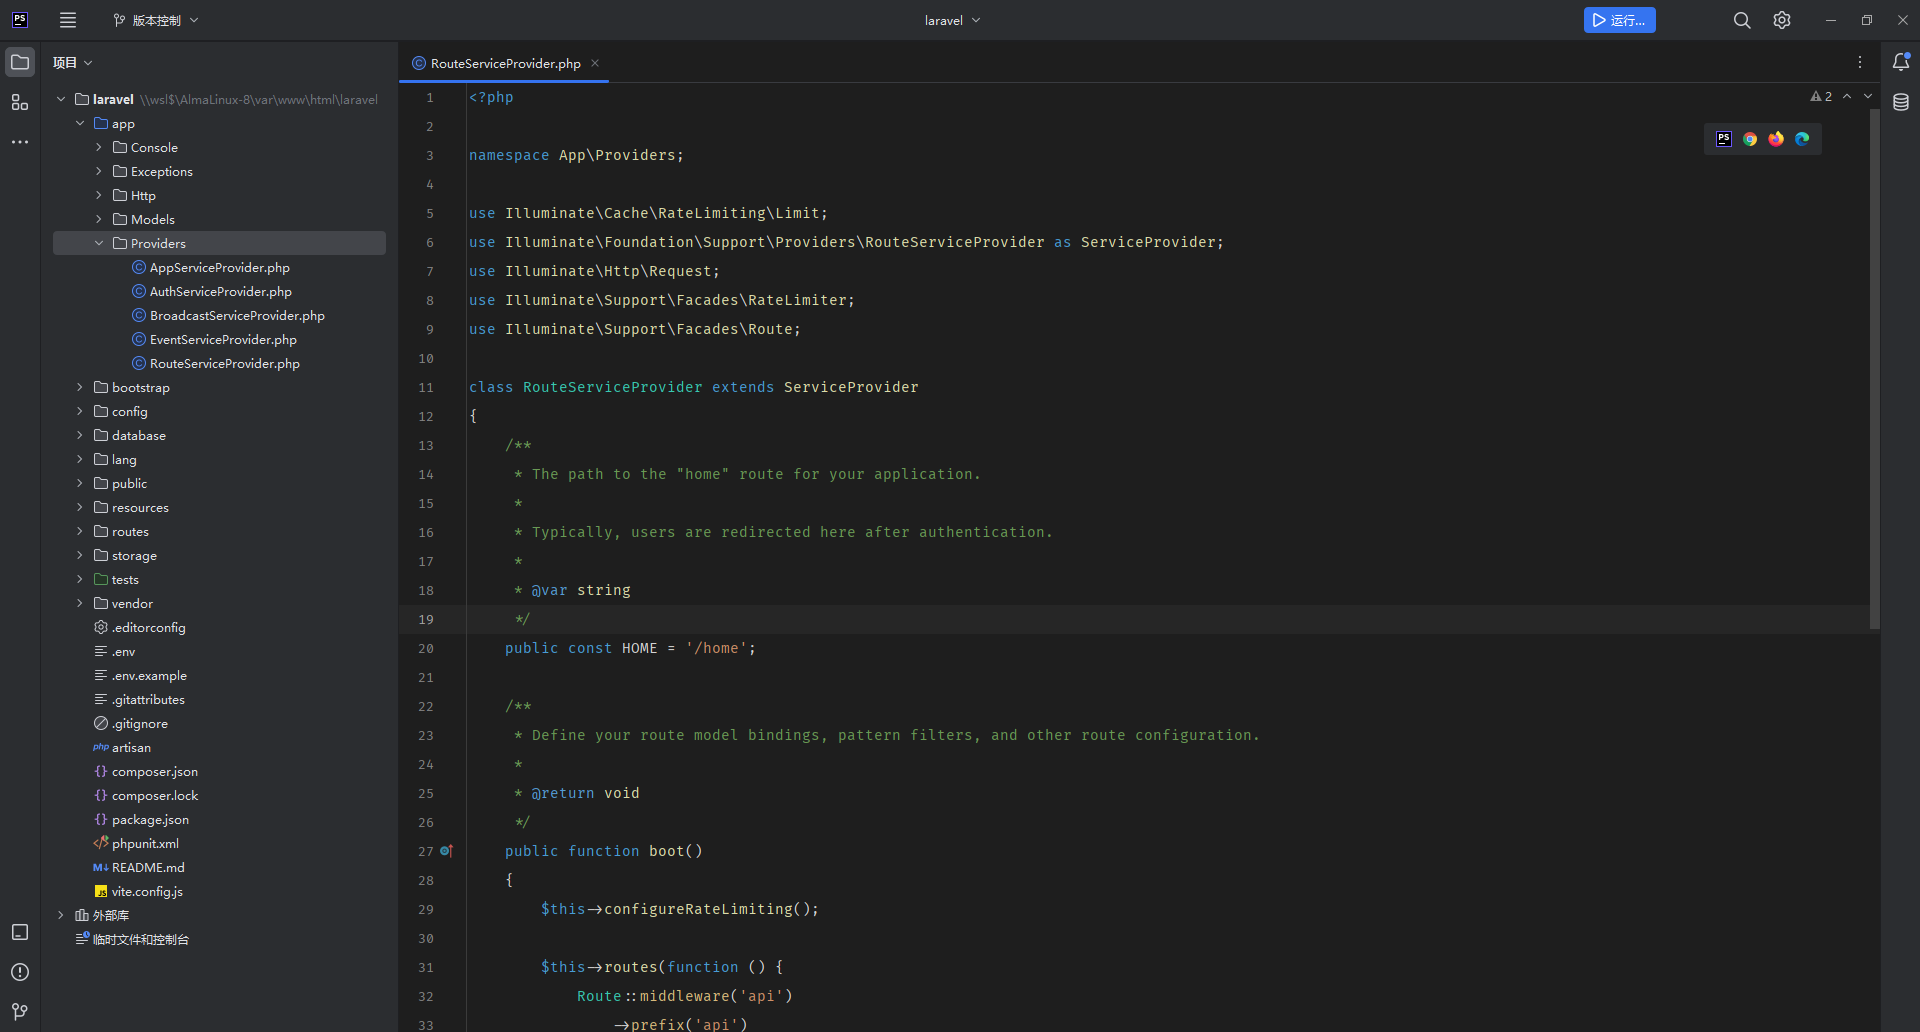 PS
版本控制
laravel
运行...
项目
RouteServiceProvider.php
laravel \\wsl$\AlmaLinux-8\var\www\html\laravel
app
Console
Exceptions
Http
Models
Providers
AppServiceProvider.php
AuthServiceProvider.php
BroadcastServiceProvider.php
EventServiceProvider.php
RouteServiceProvider.php
bootstrap
config
database
lang
public
resources
routes
storage
tests
vendor
.editorconfig
.env
.env.example
.gitattributes
.gitignore
php artisan
composer.json
composer.lock
package.json
phpunit.xml
M↓ README.md
JS vite.config.js
外部库
临时文件和控制台
2
PS
1 <?php
2
3 namespace App\Providers;
4
5 use Illuminate\Cache\RateLimiting\Limit;
6 use Illuminate\Foundation\Support\Providers\RouteServiceProvider as ServiceProvider;
7 use Illuminate\Http\Request;
8 use Illuminate\Support\Facades\RateLimiter;
9 use Illuminate\Support\Facades\Route;
10
11 class RouteServiceProvider extends ServiceProvider
12 {
13     /**
14      * The path to the "home" route for your application.
15      *
16      * Typically, users are redirected here after authentication.
17      *
18      * @var string
19      */
20     public const HOME = '/home';
21
22     /**
23      * Define your route model bindings, pattern filters, and other route configuration.
24      *
25      * @return void
26      */
27     public function boot()
28     {
29         $this->configureRateLimiting();
30
31         $this->routes(function () {
32             Route::middleware('api')
33                 ->prefix('api')